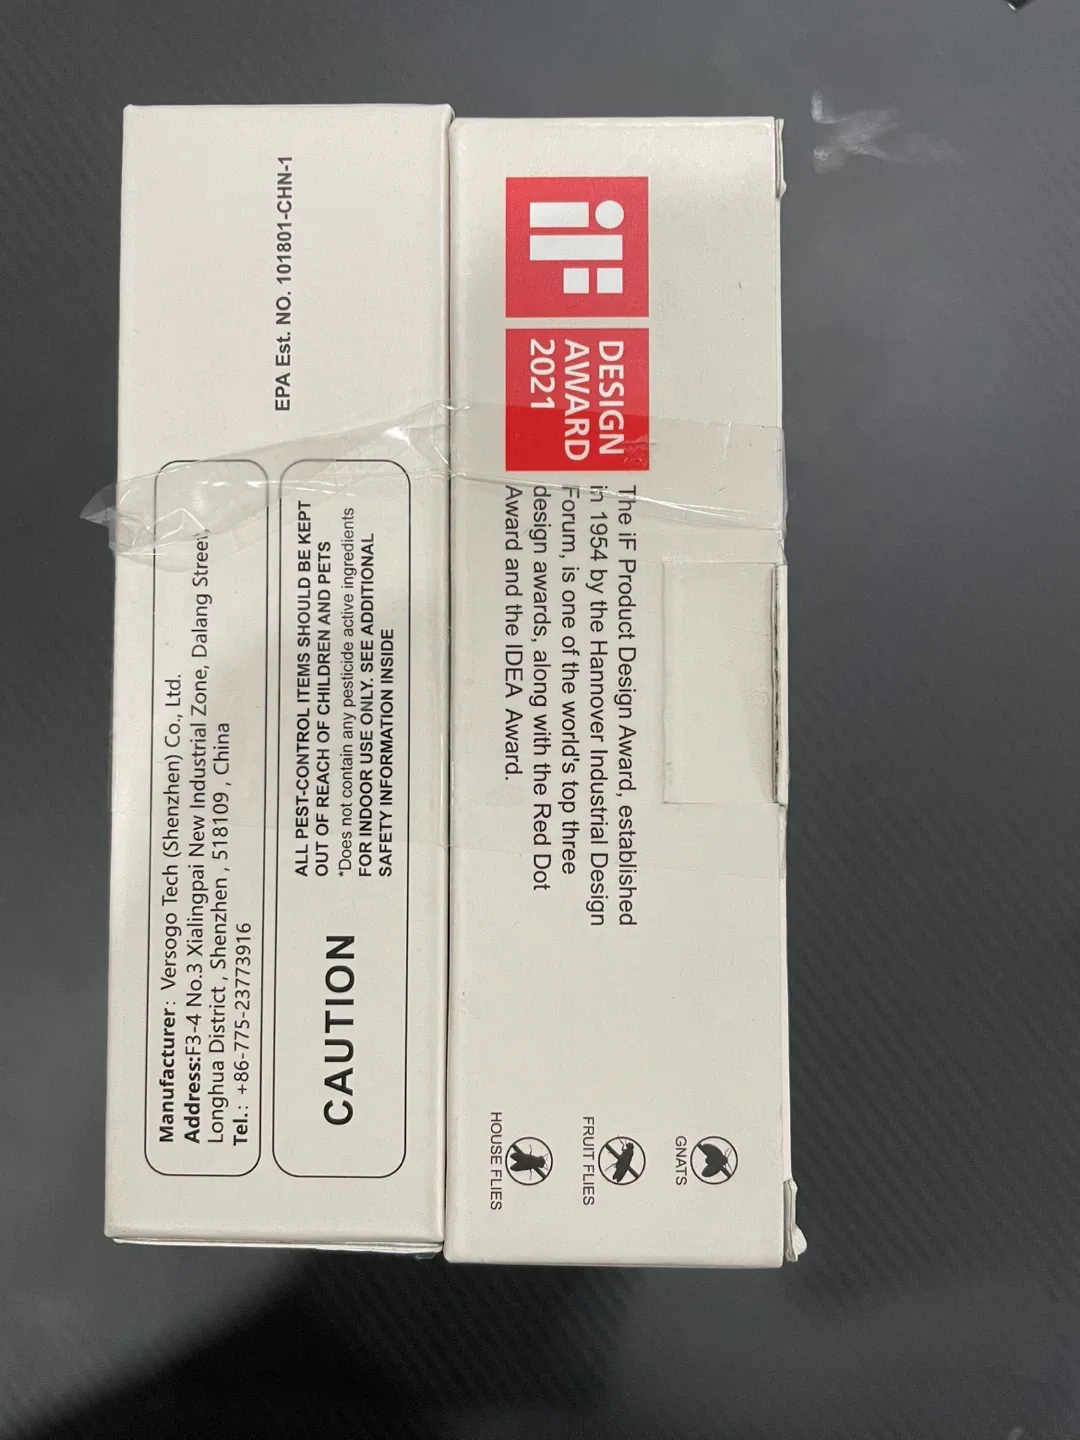 EPA Est. NO. 101801-CHN-1
Manufacturer: Versogo Tech (Shenzhen) Co., Ltd.
Address:F3-4 No.3 Xialingpai New Industrial Zone, Dalang Street,
Longhua District, Shenzhen, 518109, China
Tel.: +86-775-23773916
CAUTION
ALL PEST-CONTROL ITEMS SHOULD BE KEPT
OUT OF REACH OF CHILDREN AND PETS
*Does not contain any pesticide active ingredients
FOR INDOOR USE ONLY. SEE ADDITIONAL
SAFETY INFORMATION INSIDE
iF
DESIGN
AWARD
2021
The iF Product Design Award, established
in 1954 by the Hannover Industrial Design
Forum, is one of the world's top three
design awards, along with the Red Dot
Award and the IDEA Award.
GNATS
FRUIT FLIES
HOUSE FLIES